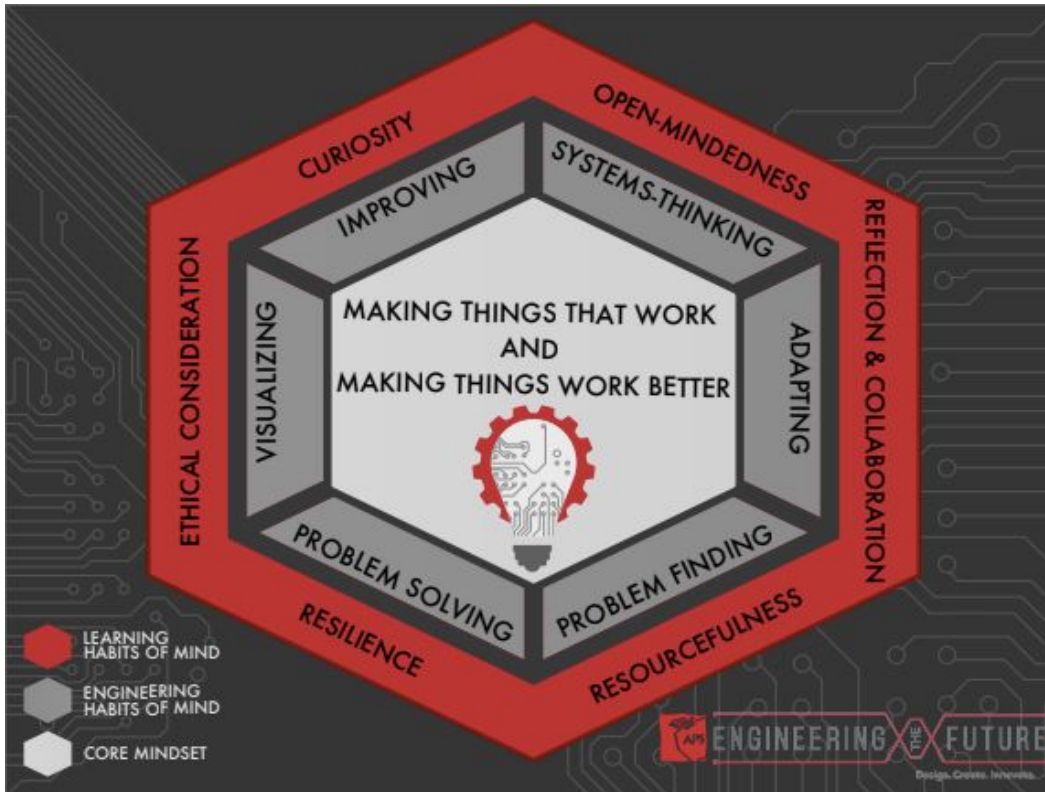 CURIOSITY
OPEN-MINDEDNESS
REFLECTION & COLLABORATION
RESOURCEFULNESS
RESILIENCE
ETHICAL CONSIDERATION
IMPROVING
SYSTEMS-THINKING
ADAPTING
PROBLEM FINDING
PROBLEM SOLVING
VISUALIZING
MAKING THINGS THAT WORK
AND
MAKING THINGS WORK BETTER
LEARNING
HABITS OF MIND
ENGINEERING
HABITS OF MIND
CORE MINDSET
APS
ENGINEERING THE FUTURE
Design. Create. Innovate.